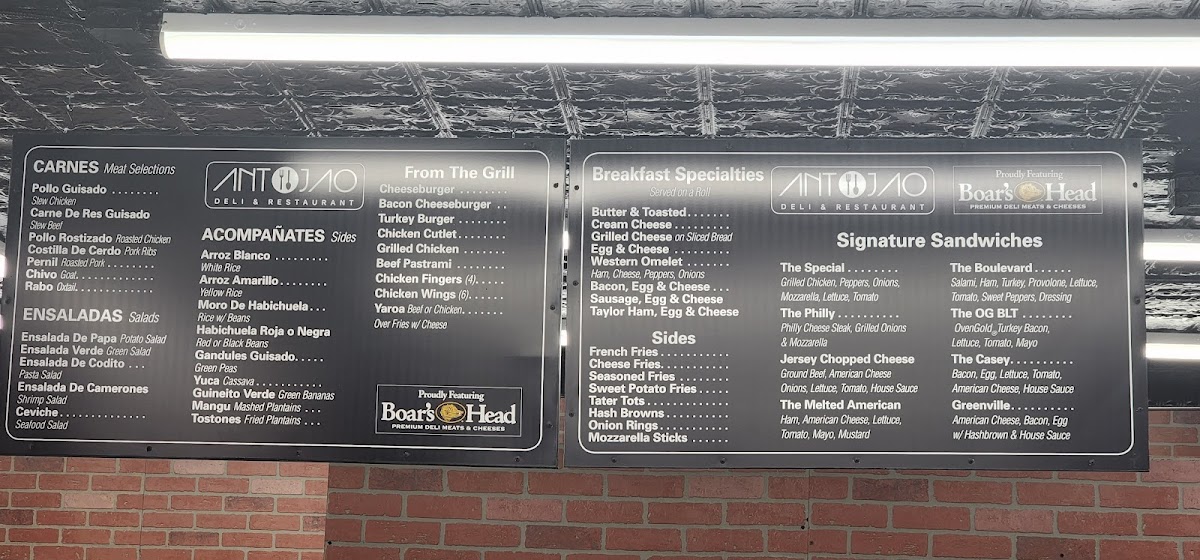 CARNES Meat Selections
Pollo Guisado ........
Stew Chicken
Carne De Res Guisado
Stew Beef
Pollo Rostizado Roasted Chicken
Costilla De Cerdo Pork Ribs
Pernil Roasted Pork .........
Chivo Goat..............
Rabo Oxtail..............
ENSALADAS Salads
Ensalada De Papa Potato Salad
Ensalada Verde Green Salad
Ensalada De Codito ...
Pasta Salad
Ensalada De Camerones
Shrimp Salad
Ceviche................
Seafood Salad
ANTOJAO
DELI & RESTAURANT
ACOMPAÑATES Sides
Arroz Blanco ..........
White Rice
Arroz Amarillo.........
Yellow Rice
Moro De Habichuela...
Rice w/ Beans
Habichuela Roja o Negra
Red or Black Beans
Gandules Guisado.....
Green Peas
Yuca Cassava ............
Guineito Verde Green Bananas
Mangu Mashed Plantains ...
Tostones Fried Plantains ...
From The Grill
Cheeseburger ........
Bacon Cheeseburger ..
Turkey Burger ........
Chicken Cutlet........
Grilled Chicken ......
Beef Pastrami ........
Chicken Fingers (4).....
Chicken Wings (6)......
Yaroa Beef or Chicken.......
Over Fries w/ Cheese
Proudly Featuring
Boar's Head
PREMIUM DELI MEATS & CHEESES
Breakfast Specialties
Served on a Roll
Butter & Toasted.......
Cream Cheese.........
Grilled Cheese on Sliced Bread
Egg & Cheese .........
Western Omelet ......
Ham, Cheese, Peppers, Onions
Bacon, Egg & Cheese ...
Sausage, Egg & Cheese
Taylor Ham, Egg & Cheese
Sides
French Fries...........
Cheese Fries...........
Seasoned Fries ........
Sweet Potato Fries .....
Tater Tots..............
Hash Browns ..........
Onion Rings...........
Mozzarella Sticks ......
ANTOJAO
DELI & RESTAURANT
Proudly Featuring
Boar's Head
PREMIUM DELI MEATS & CHEESES
Signature Sandwiches
The Special ........
Grilled Chicken, Peppers, Onions,
Mozzarella, Lettuce, Tomato
The Philly..........
Philly Cheese Steak, Grilled Onions
& Mozzarella
Jersey Chopped Cheese
Ground Beef, American Cheese
Onions, Lettuce, Tomato, House Sauce
The Melted American
Ham, American Cheese, Lettuce,
Tomato, Mayo, Mustard
The Boulevard ......
Salami, Ham, Turkey, Provolone, Lettuce,
Tomato, Sweet Peppers, Dressing
The OG BLT ........
OvenGold® Turkey Bacon,
Lettuce, Tomato, Mayo
The Casey..........
Bacon, Egg, Lettuce, Tomato,
American Cheese, House Sauce
Greenville..........
American Cheese, Bacon, Egg
w/ Hashbrown & House Sauce